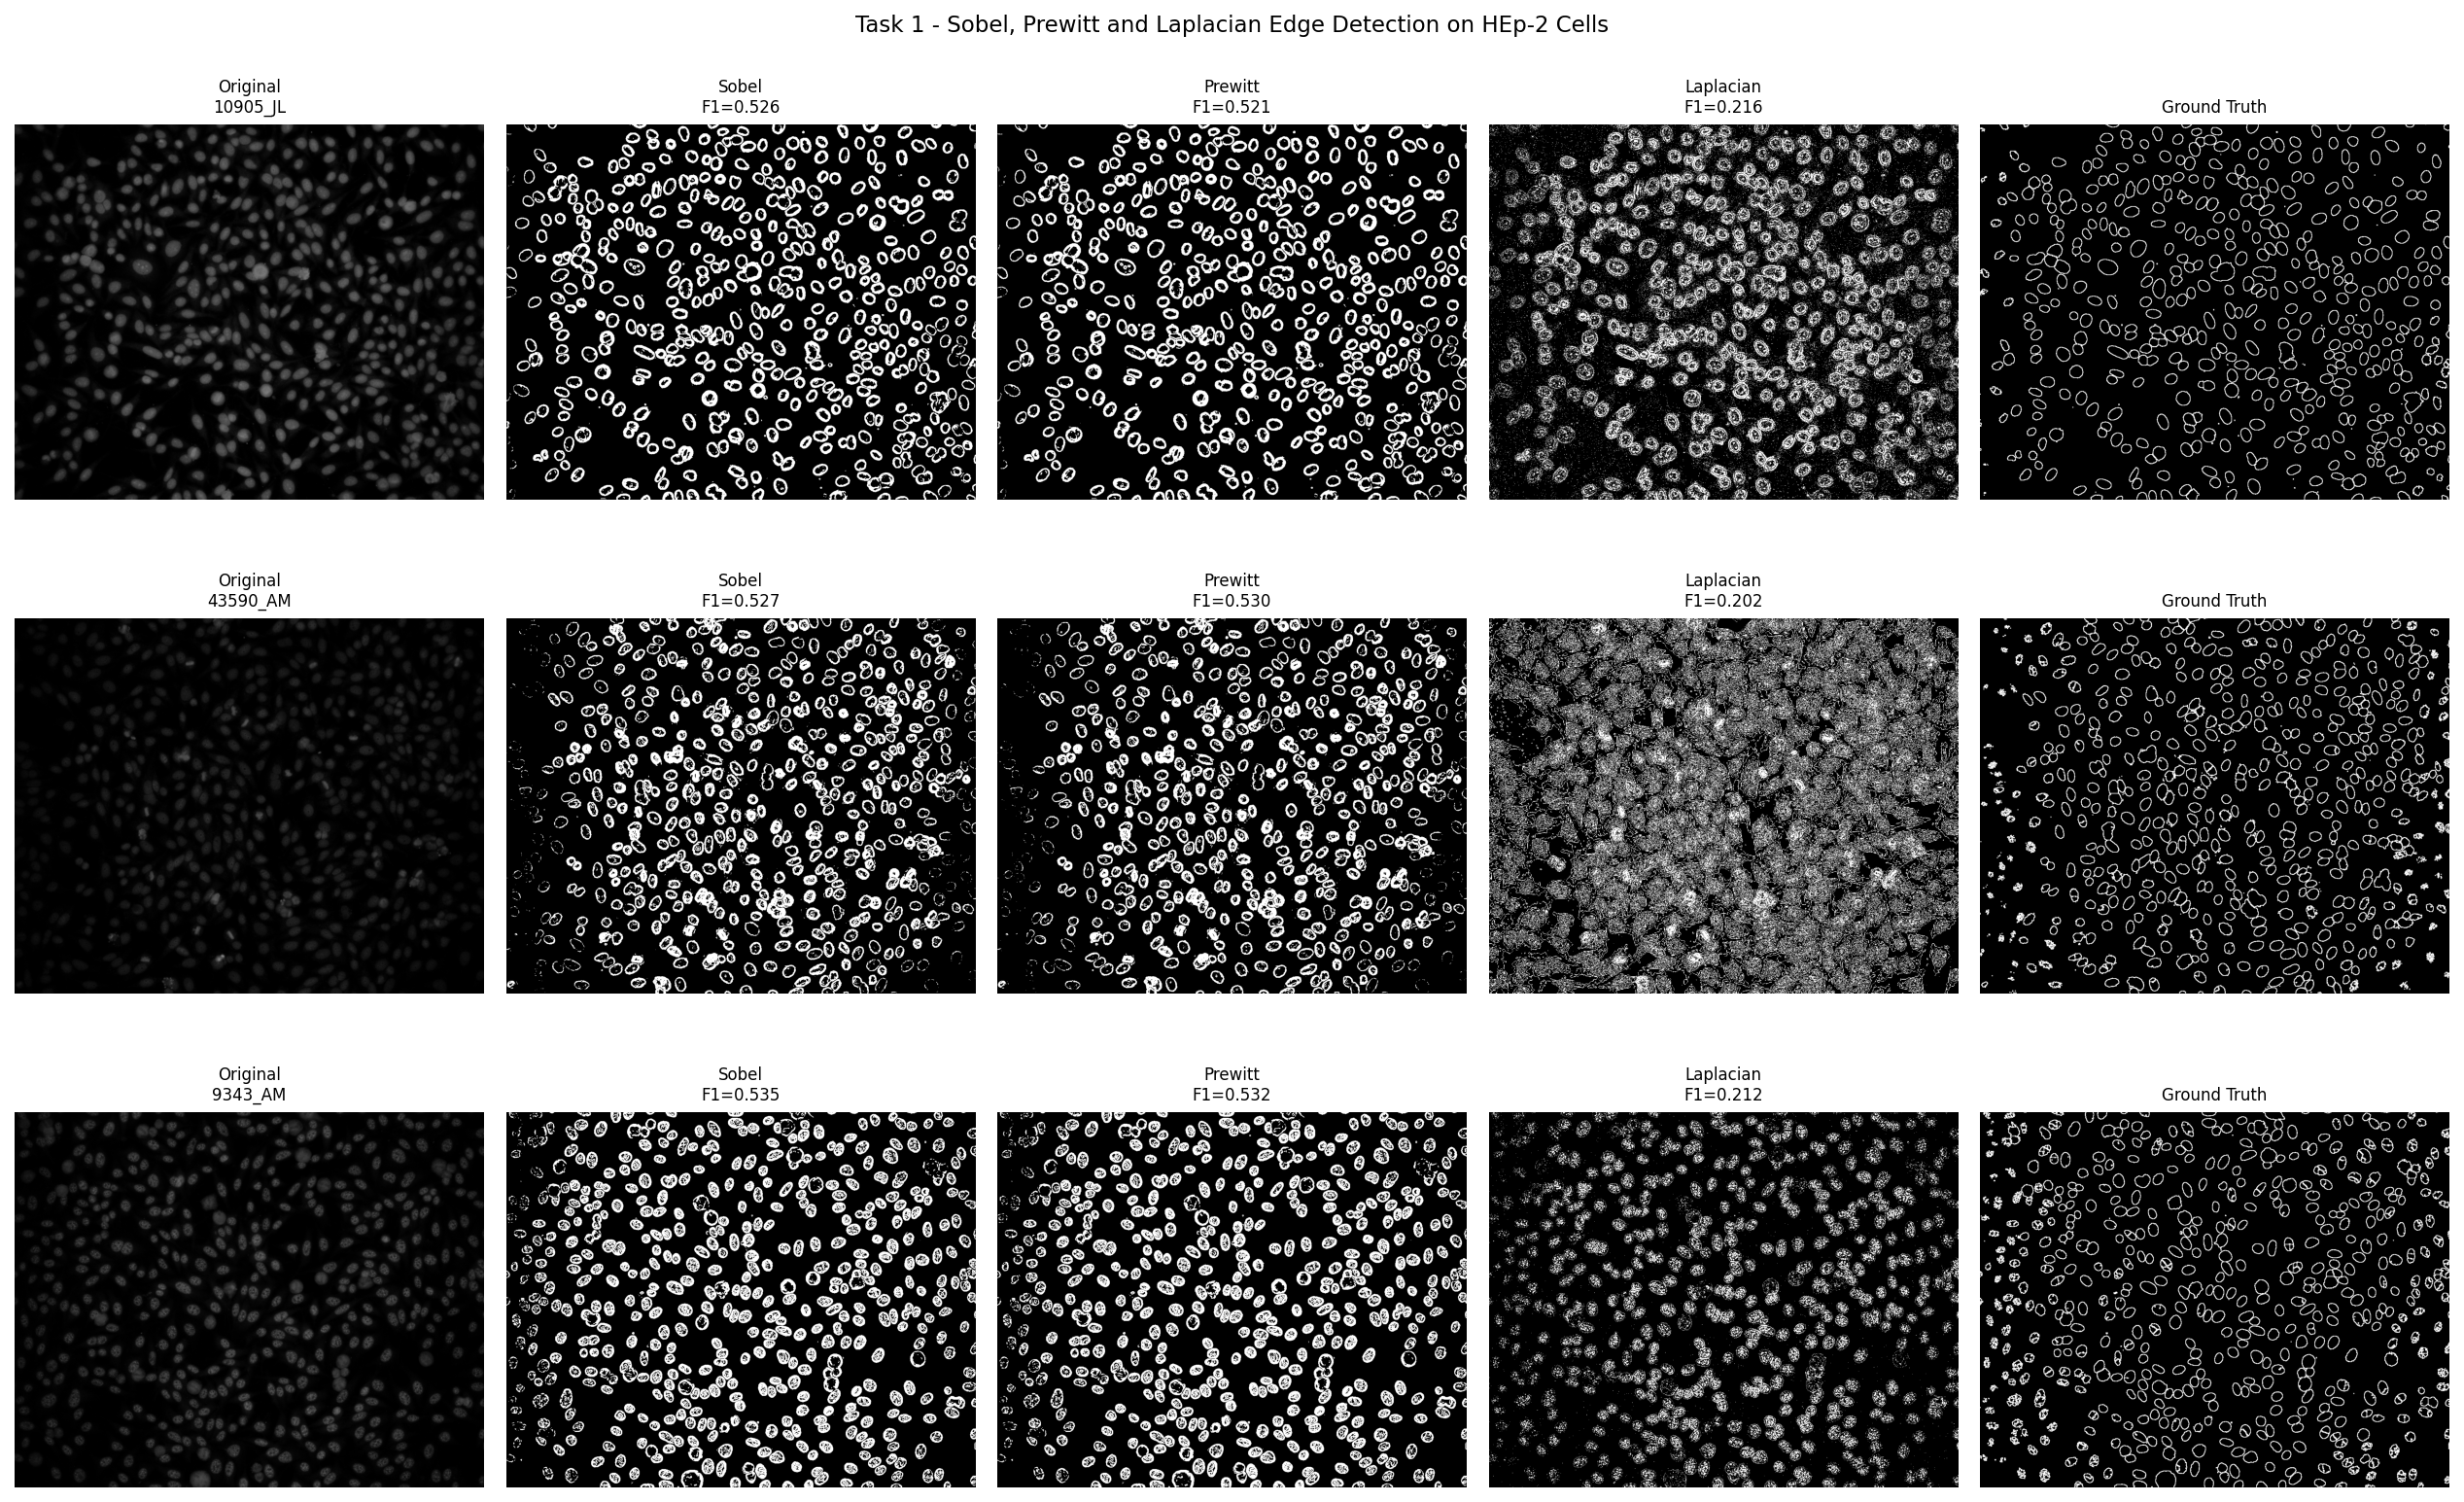 Task 1 - Sobel, Prewitt and Laplacian Edge Detection on HEp-2 Cells
Original
10905_JL
Sobel
F1=0.526
Prewitt
F1=0.521
Laplacian
F1=0.216
Ground Truth
Original
43590_AM
Sobel
F1=0.527
Prewitt
F1=0.530
Laplacian
F1=0.202
Ground Truth
Original
9343_AM
Sobel
F1=0.535
Prewitt
F1=0.532
Laplacian
F1=0.212
Ground Truth